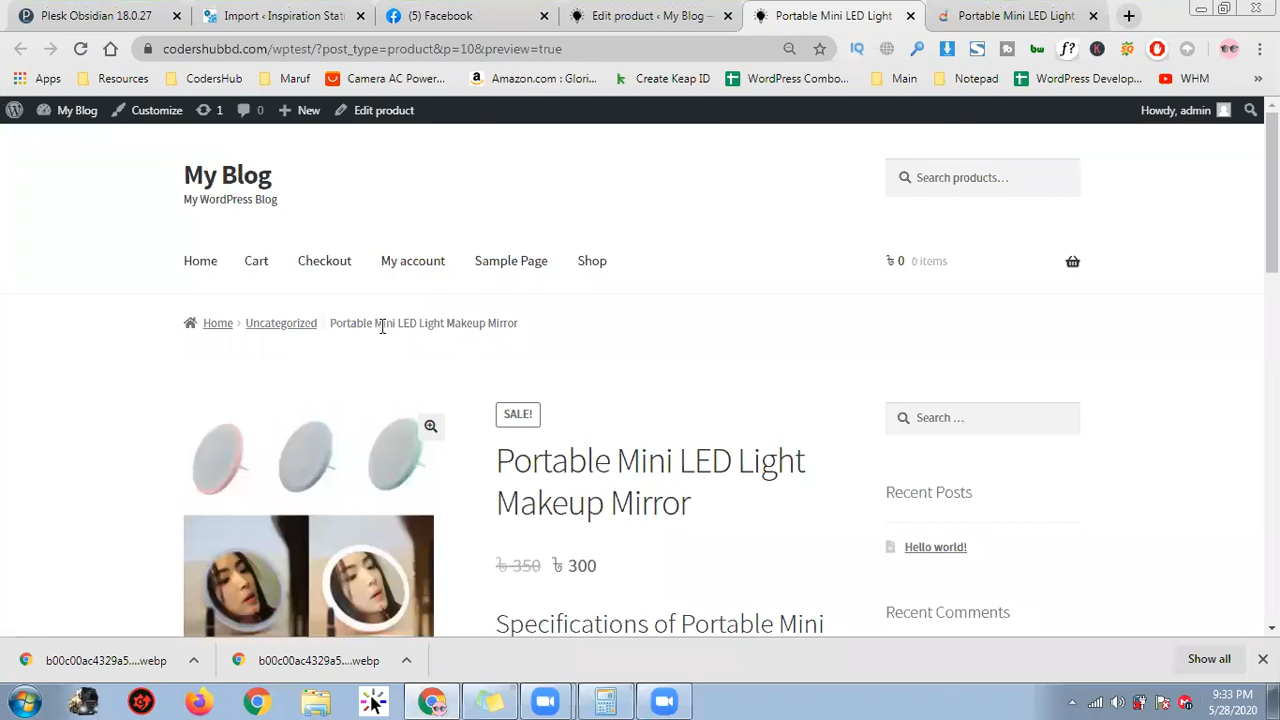 Plesk Obsidian 18.0.27
Import ‹ Inspiration Stati
(5) Facebook
Edit product ‹ My Blog —
Portable Mini LED Light
Portable Mini LED Light
codershubbd.com/wptest/?post_type=product&p=10&preview=true
Apps
Resources
CodersHub
Maruf
Camera AC Powe...
Amazon.com : Glori...
Create Keap ID
WordPress Combo...
Main
Notepad
WordPress Develop...
WHM
My Blog
Customize
1
0
New
Edit product
Howdy, admin
My Blog
My WordPress Blog
Search products…
Home
Cart
Checkout
My account
Sample Page
Shop
৳ 0 0 items
Home
Uncategorized
Portable Mini LED Light Makeup Mirror
SALE!
Portable Mini LED Light
Makeup Mirror
৳ 350 ৳ 300
Specifications of Portable Mini
Search …
Recent Posts
Hello world!
Recent Comments
b00c00ac4329a5....webp
b00c00ac4329a5....webp
Show all
9:33 PM
5/28/2020